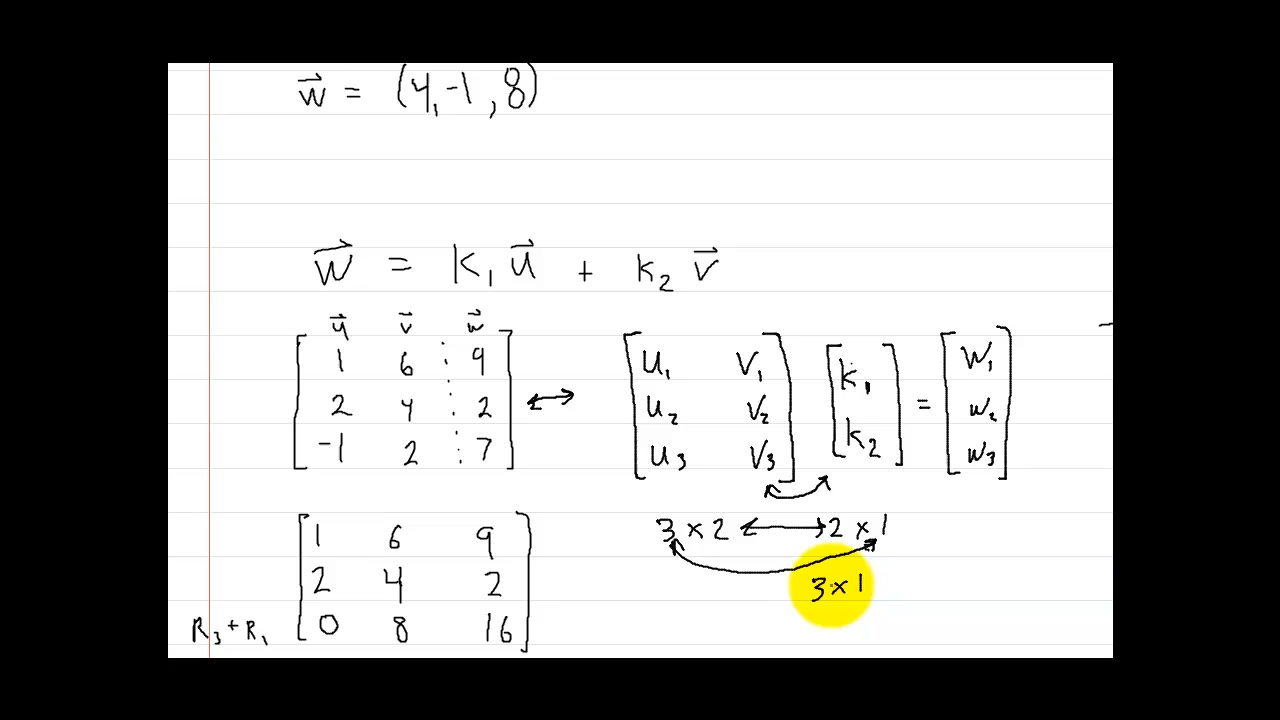 w⃗ = (4, -1, 8)
w⃗ = k₁ u⃗ + k₂ v⃗
u⃗ v⃗ w⃗
1 6 ⋮ 9
2 4 ⋮ 2
-1 2 ⋮ 7
↔
u₁ v₁
u₂ v₂
u₃ v₃
k₁
k₂
=
w₁
w₂
w₃
3 × 2 ↔ 2 × 1
3 × 1
1 6 9
2 4 2
R₃ + R₁ 0 8 16